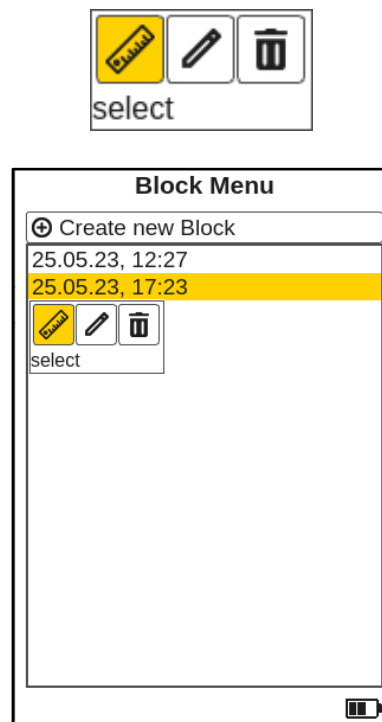 select
Block Menu
Create new Block
25.05.23, 12:27
25.05.23, 17:23
select